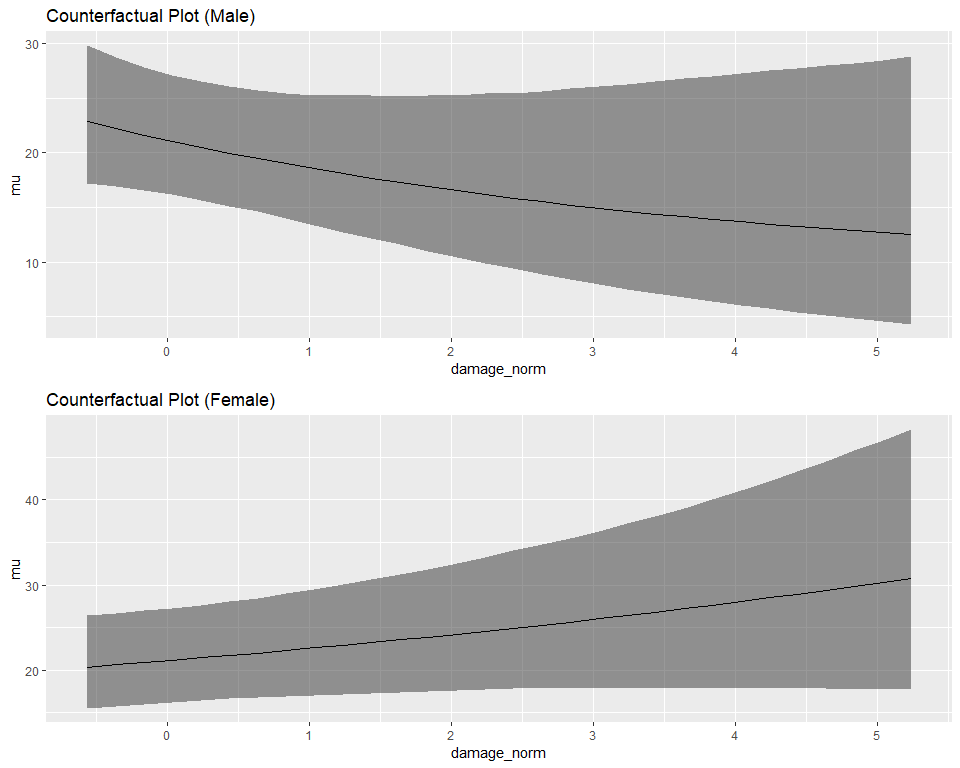 Counterfactual Plot (Male)
30
20
10
mu
0 1 2 3 4 5
damage_norm
Counterfactual Plot (Female)
40
30
20
mu
0 1 2 3 4 5
damage_norm